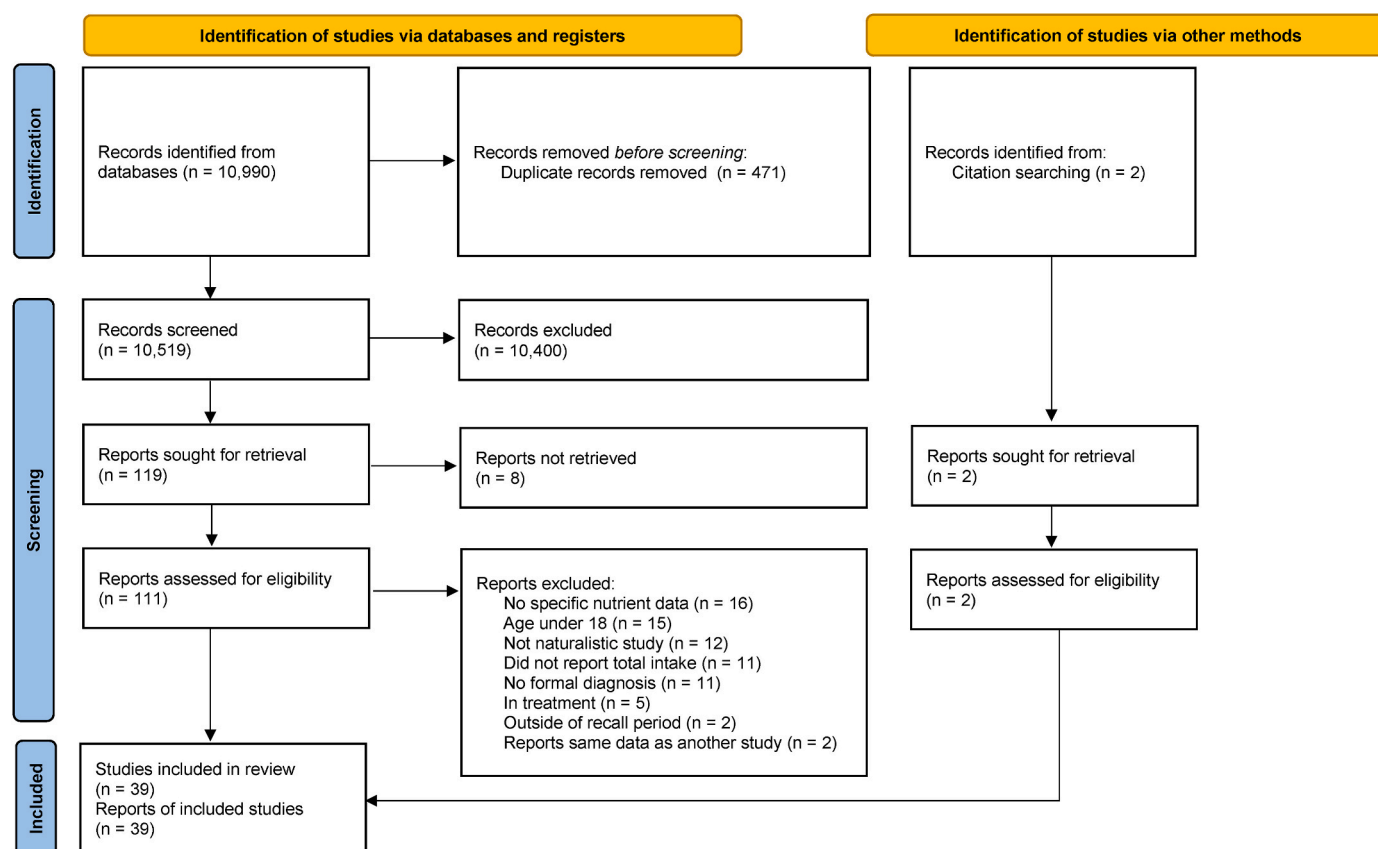 Identification of studies via databases and registers
Identification of studies via other methods
Identification
Records identified from
databases (n = 10,990)
Records removed before screening:
Duplicate records removed (n = 471)
Records identified from:
Citation searching (n = 2)
Screening
Records screened
(n = 10,519)
Records excluded
(n = 10,400)
Reports sought for retrieval
(n = 119)
Reports not retrieved
(n = 8)
Reports sought for retrieval
(n = 2)
Reports assessed for eligibility
(n = 111)
Reports excluded:
No specific nutrient data (n = 16)
Age under 18 (n = 15)
Not naturalistic study (n = 12)
Did not report total intake (n = 11)
No formal diagnosis (n = 11)
In treatment (n = 5)
Outside of recall period (n = 2)
Reports same data as another study (n = 2)
Reports assessed for eligibility
(n = 2)
Included
Studies included in review
(n = 39)
Reports of included studies
(n = 39)